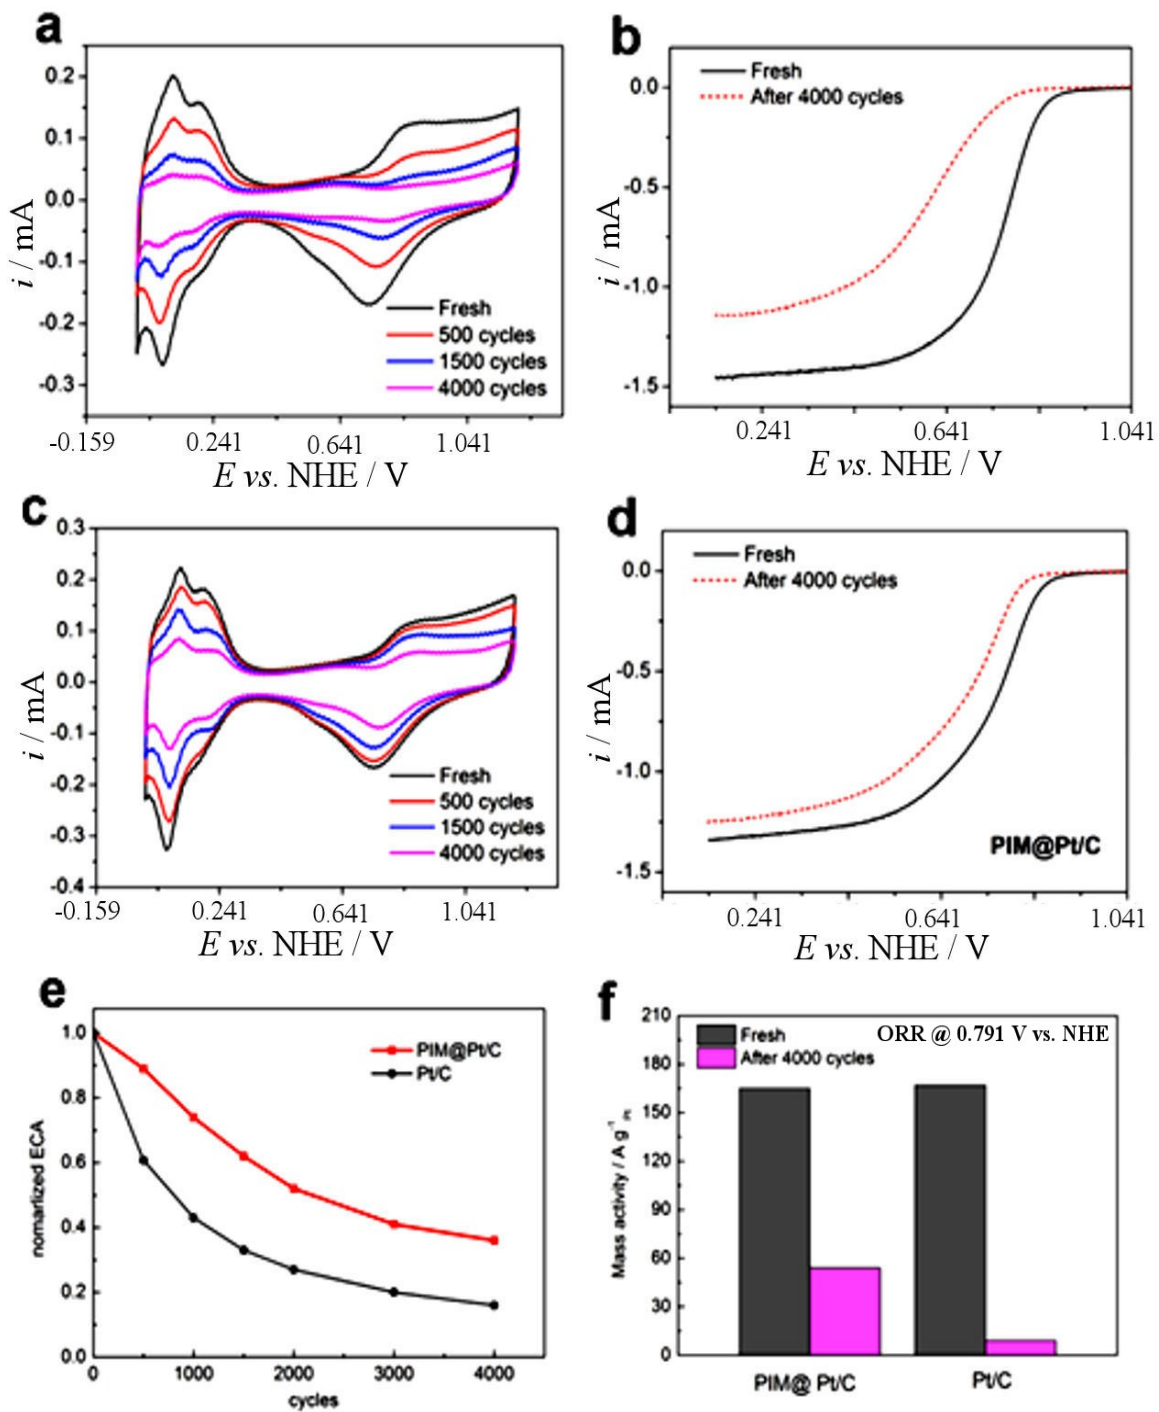 a
0.2
0.1
0.0
-0.1
-0.2
-0.3
i / mA
Fresh
500 cycles
1500 cycles
4000 cycles
-0.159 0.241 0.641 1.041
E vs. NHE / V
b
Fresh
After 4000 cycles
0.0
-0.5
-1.0
-1.5
i / mA
0.241 0.641 1.041
E vs. NHE / V
c
0.3
0.2
0.1
0.0
-0.1
-0.2
-0.3
-0.4
i / mA
Fresh
500 cycles
1500 cycles
4000 cycles
-0.159 0.241 0.641 1.041
E vs. NHE / V
d
Fresh
After 4000 cycles
0.0
-0.5
-1.0
-1.5
i / mA
PIM@Pt/C
0.241 0.641 1.041
E vs. NHE / V
e
1.0
0.8
0.6
0.4
0.2
0.0
nomarlized ECA
PIM@Pt/C
Pt/C
0 1000 2000 3000 4000
cycles
f
210
180
150
120
90
60
30
0
Mass activity / A g⁻¹Pt
Fresh
After 4000 cycles
ORR @ 0.791 V vs. NHE
PIM@ Pt/C Pt/C